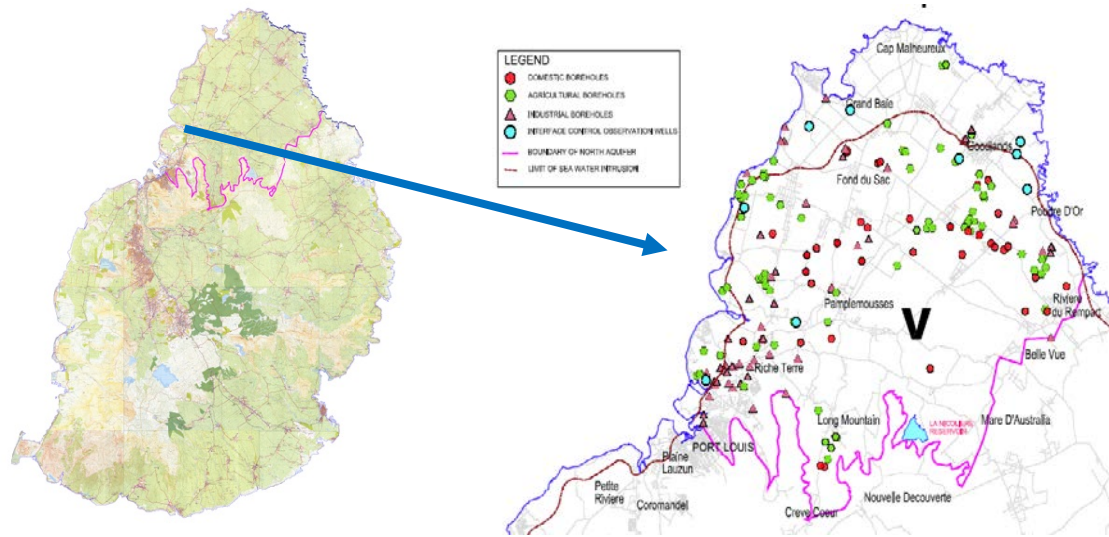 LEGEND
DOMESTIC BOREHOLES
AGRICULTURAL BOREHOLES
INDUSTRIAL BOREHOLES
INTERFACE CONTROL OBSERVATION WELLS
BOUNDARY OF NORTH AQUIFER
LIMIT OF SEA WATER INTRUSION
Cap Malheureux
Grand Baie
Goodlands
Fond du Sac
Poudre D'Or
Pamplemousses
V
Riviere
du Rempart
Belle Vue
Riche Terre
Long Mountain
LA NICOLIERE
RESERVOIR
Mare D'Australia
PORT LOUIS
Plaine
Lauzun
Petite
Riviere
Coromandel
Nouvelle Decouverte
Creve Coeur